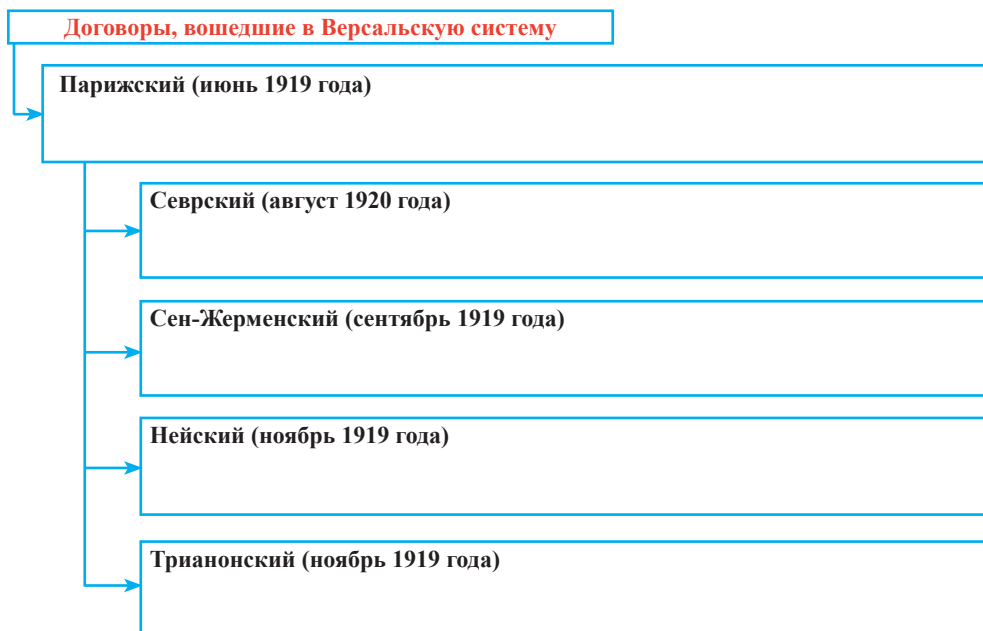 Договоры, вошедшие в Версальскую систему
Парижский (июнь 1919 года)
Севрский (август 1920 года)
Сен-Жерменский (сентябрь 1919 года)
Нейский (ноябрь 1919 года)
Трианонский (ноябрь 1919 года)